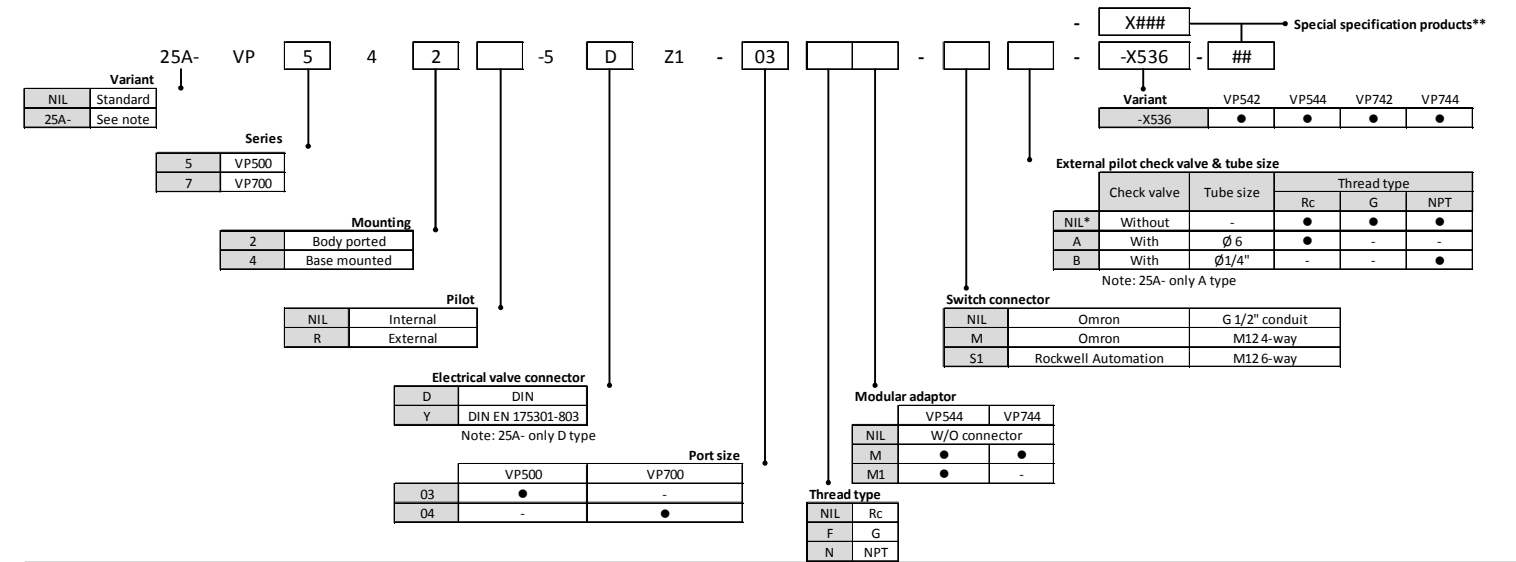 - X### Special specification products**
25A- VP 5 4 2 -5 D Z1 - 03 - - -X536 - ##
Variant
NIL Standard
25A- See note
Variant VP542 VP544 VP742 VP744
-X536 ● ● ● ●
Series
5 VP500
7 VP700
External pilot check valve & tube size
Check valve Tube size Thread type
Rc G NPT
NIL* Without - ● ● ●
A With Ø 6 ● - -
B With Ø1/4" - - ●
Note: 25A- only A type
Mounting
2 Body ported
4 Base mounted
Pilot
NIL Internal
R External
Switch connector
NIL Omron G 1/2" conduit
M Omron M12 4-way
S1 Rockwell Automation M12 6-way
Electrical valve connector
D DIN
Y DIN EN 175301-803
Note: 25A- only D type
Modular adaptor
VP544 VP744
NIL W/O connector
M ● ●
M1 ● -
Port size
VP500 VP700
03 ● -
04 - ●
Thread type
NIL Rc
F G
N NPT